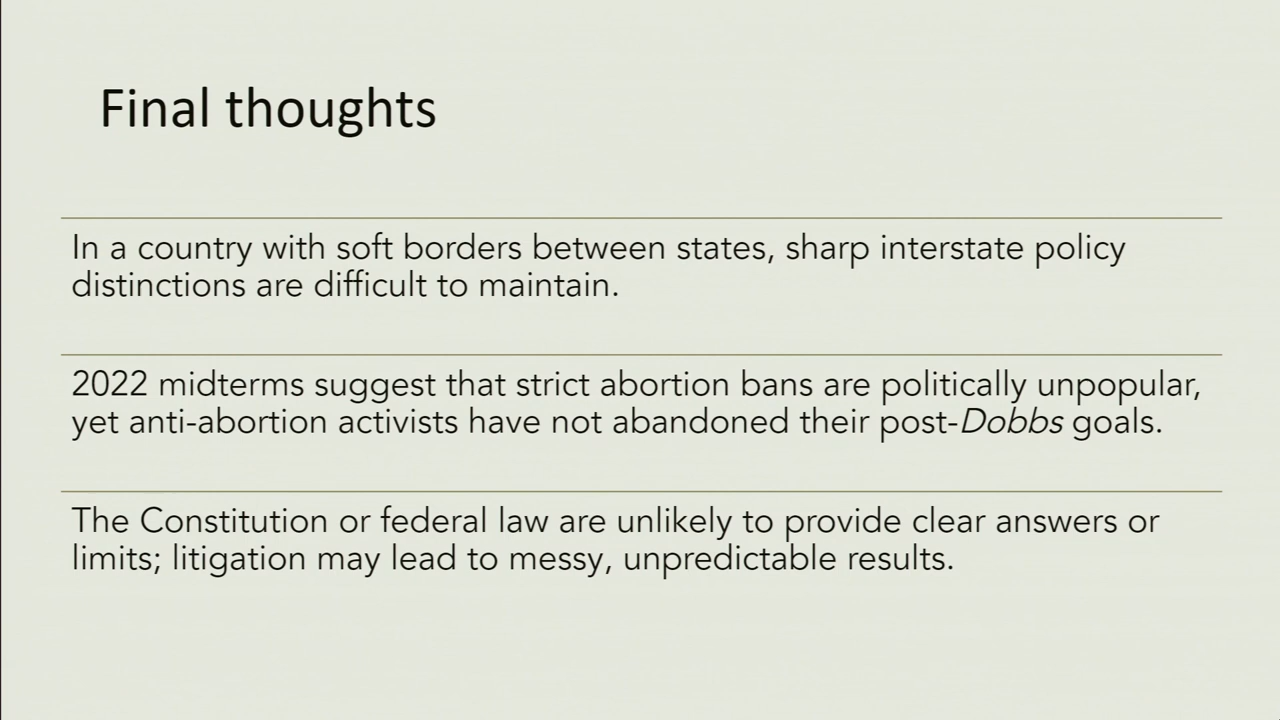 Final thoughts
In a country with soft borders between states, sharp interstate policy
distinctions are difficult to maintain.
2022 midterms suggest that strict abortion bans are politically unpopular,
yet anti-abortion activists have not abandoned their post-Dobbs goals.
The Constitution or federal law are unlikely to provide clear answers or
limits; litigation may lead to messy, unpredictable results.